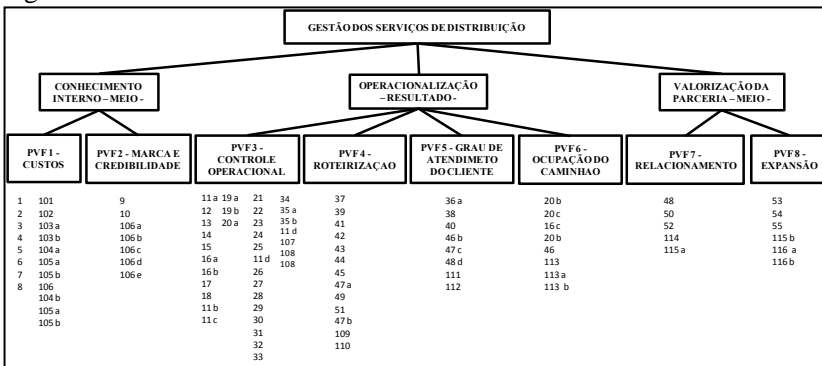 GESTÃO DOS SERVIÇOS DE DISTRIBUIÇÃO
CONHECIMENTO
INTERNO – MEIO -
OPERACIONALIZAÇÃO
– RESULTADO -
VALORIZAÇÃO DA
PARCERIA – MEIO -
PVF 1 -
CUSTOS
PVF2 - MARCA E
CREDIBILIDADE
PVF3 -
CONTROLE
OPERACIONAL
PVF4 -
ROTEIRIZAÇAO
PVF5 - GRAU DE
ATENDIMETO
DO CLIENTE
PVF 6 -
OCUPAÇÃO DO
CAMINHAO
PVF7 -
RELACIONAMENTO
PVF 8 -
EXPANSÃO
1 101
2 102
3 103 a
4 103 b
5 104 a
6 105 a
7 105 b
8 106
104 b
105 a
105 b
9
10
106 a
106 b
106 c
106 d
106 e
11 a 19 a 21 34
12 19 b 22 35 a
13 20 a 23 35 b
14 24 11 d
15 25 107
16 a 11 d 108
16 b 26 108
17 27
18 28
11 b 29
11 c 30
31
32
33
37
39
41
42
43
44
45
47 a
49
51
47 b
109
110
36 a
38
40
46 b
47 c
48 d
111
112
20 b
20 c
16 c
20 b
46
113
113 a
113 b
48
50
52
114
115 a
53
54
55
115 b
116 a
116 b